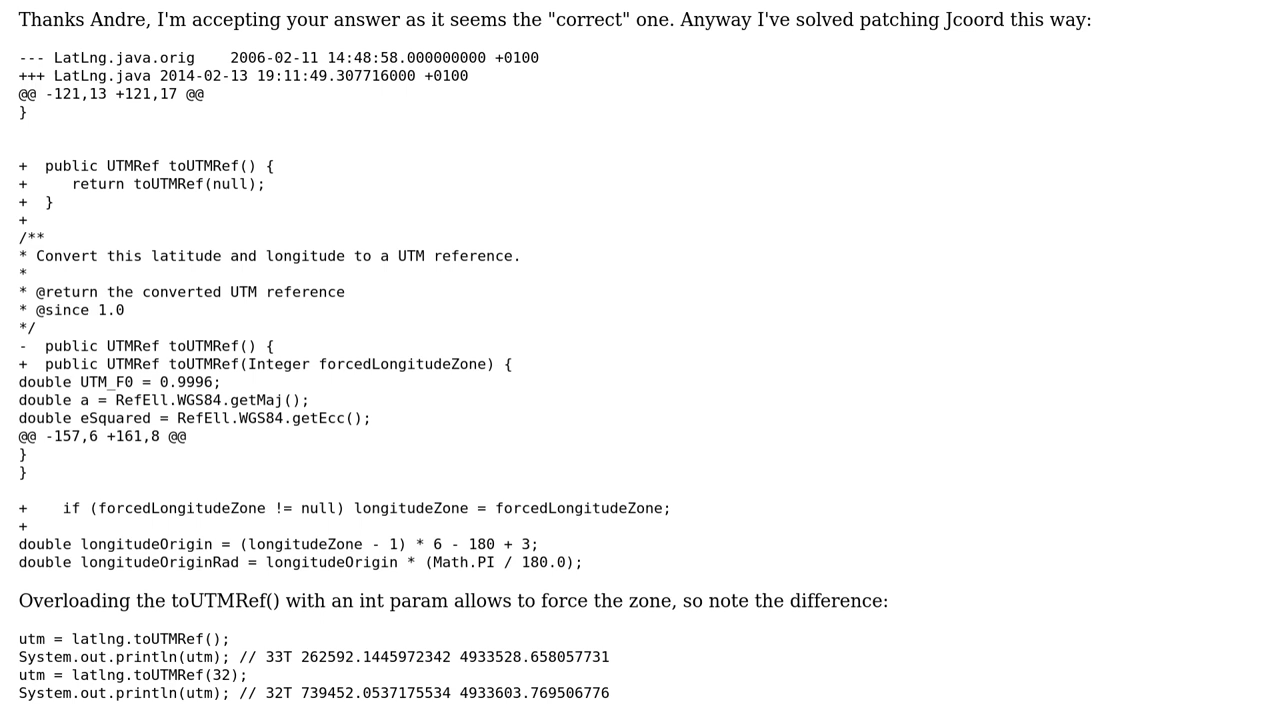 Thanks Andre, I'm accepting your answer as it seems the "correct" one. Anyway I've solved patching Jcoord this way:
--- LatLng.java.orig    2006-02-11 14:48:58.000000000 +0100
+++ LatLng.java 2014-02-13 19:11:49.307716000 +0100
@@ -121,13 +121,17 @@
}
+  public UTMRef toUTMRef() {
+     return toUTMRef(null);
+  }
+
/**
* Convert this latitude and longitude to a UTM reference.
*
* @return the converted UTM reference
* @since 1.0
*/
-  public UTMRef toUTMRef() {
+  public UTMRef toUTMRef(Integer forcedLongitudeZone) {
double UTM_F0 = 0.9996;
double a = RefEll.WGS84.getMaj();
double eSquared = RefEll.WGS84.getEcc();
@@ -157,6 +161,8 @@
}
}
+    if (forcedLongitudeZone != null) longitudeZone = forcedLongitudeZone;
+
double longitudeOrigin = (longitudeZone - 1) * 6 - 180 + 3;
double longitudeOriginRad = longitudeOrigin * (Math.PI / 180.0);
Overloading the toUTMRef() with an int param allows to force the zone, so note the difference:
utm = latlng.toUTMRef();
System.out.println(utm); // 33T 262592.1445972342 4933528.658057731
utm = latlng.toUTMRef(32);
System.out.println(utm); // 32T 739452.0537175534 4933603.769506776